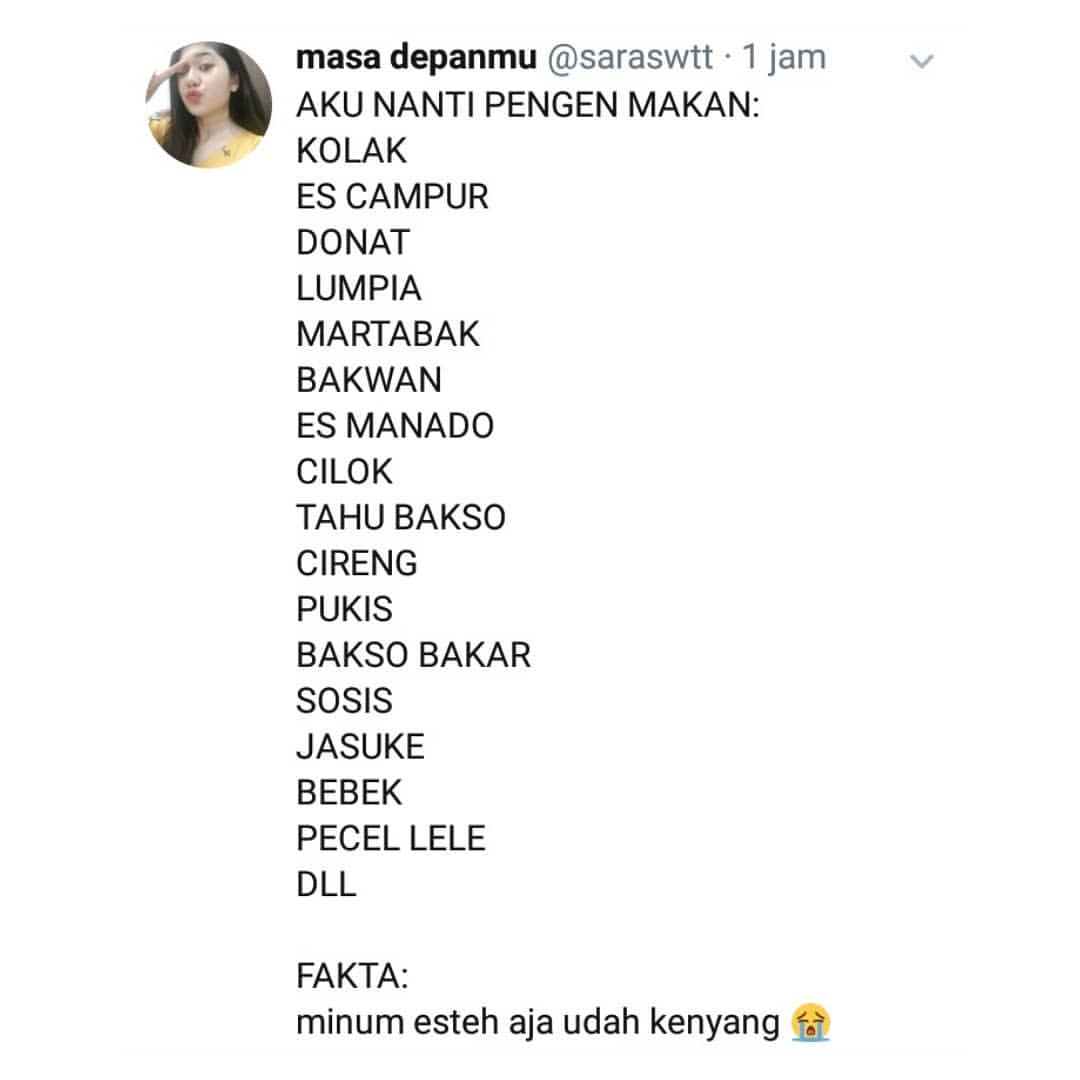 masa depanmu @saraswtt · 1 jam
AKU NANTI PENGEN MAKAN:
KOLAK
ES CAMPUR
DONAT
LUMPIA
MARTABAK
BAKWAN
ES MANADO
CILOK
TAHU BAKSO
CIRENG
PUKIS
BAKSO BAKAR
SOSIS
JASUKE
BEBEK
PECEL LELE
DLL
FAKTA:
minum esteh aja udah kenyang 😭